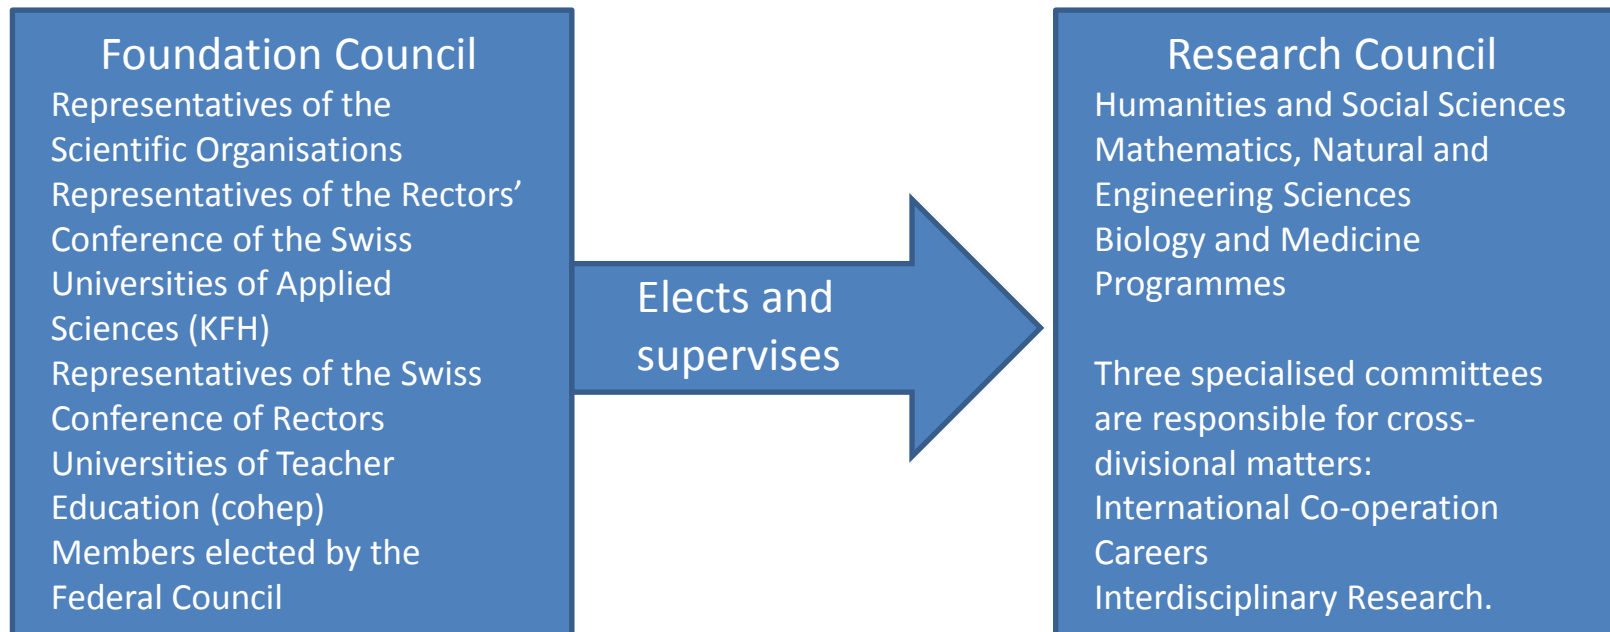 Foundation Council
Representatives of the
Scientific Organisations
Representatives of the Rectors’
Conference of the Swiss
Universities of Applied
Sciences (KFH)
Representatives of the Swiss
Conference of Rectors
Universities of Teacher
Education (cohep)
Members elected by the
Federal Council
Elects and
supervises
Research Council
Humanities and Social Sciences
Mathematics, Natural and
Engineering Sciences
Biology and Medicine
Programmes
Three specialised committees
are responsible for cross-
divisional matters:
International Co-operation
Careers
Interdisciplinary Research.